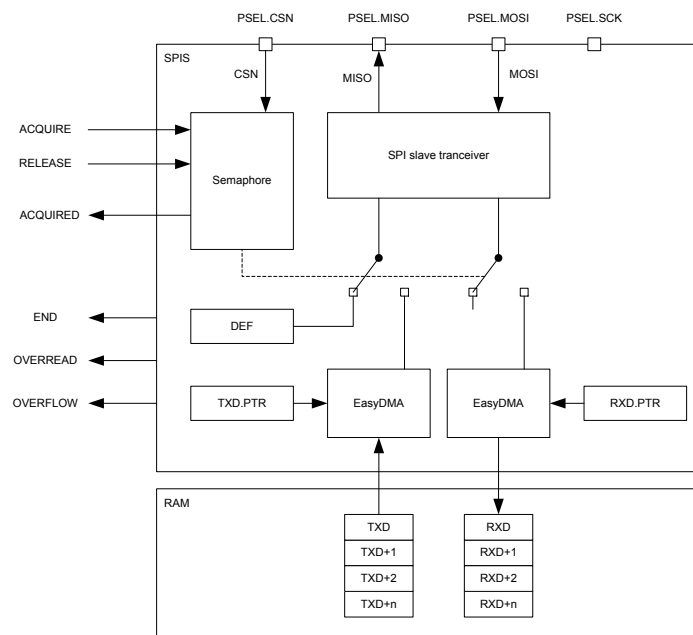 PSEL.CSN PSEL.MISO PSEL.MOSI PSEL.SCK
SPIS
CSN
MISO
MOSI
ACQUIRE
RELEASE
ACQUIRED
Semaphore
SPI slave tranceiver
END
OVERREAD
OVERFLOW
DEF
TXD.PTR
EasyDMA
EasyDMA
RXD.PTR
RAM
TXD
TXD+1
TXD+2
TXD+n
RXD
RXD+1
RXD+2
RXD+n